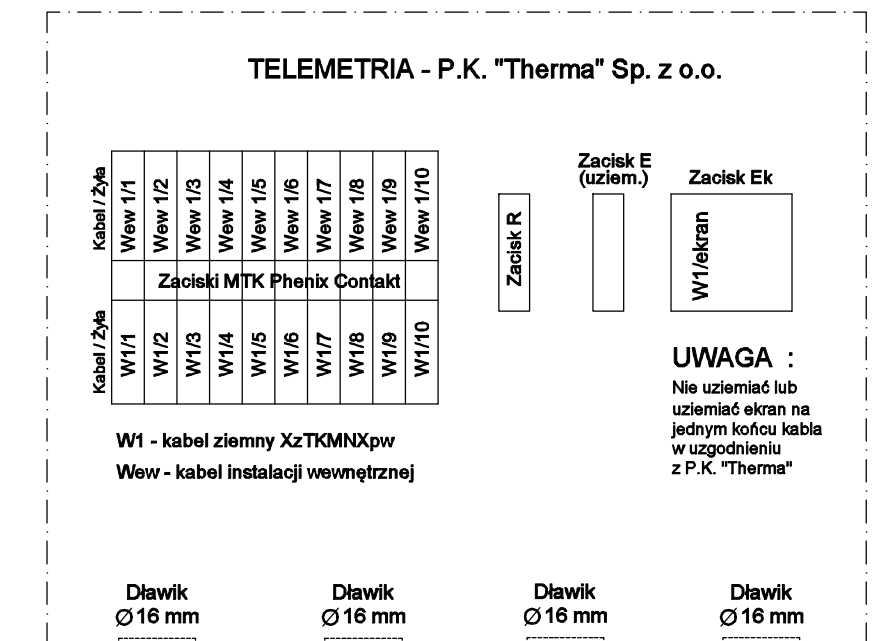 TELEMETRIA - P.K. "Therma" Sp. z o.o.
Kabel / Żyła
Wew 1/1
Wew 1/2
Wew 1/3
Wew 1/4
Wew 1/5
Wew 1/6
Wew 1/7
Wew 1/8
Wew 1/9
Wew 1/10
Zaciski MTK Phenix Contakt
Kabel / Żyła
W1/1
W1/2
W1/3
W1/4
W1/5
W1/6
W1/7
W1/8
W1/9
W1/10
Zacisk R
Zacisk E
(uziem.)
Zacisk Ek
W1/ekran
UWAGA :
Nie uziemiać lub
uziemiać ekran na
jednym końcu kabla
w uzgodnieniu
z P.K. "Therma"
W1 - kabel ziemny XzTKMNXpw
Wew - kabel instalacji wewnętrznej
Dławik
Ø 16 mm
Dławik
Ø 16 mm
Dławik
Ø 16 mm
Dławik
Ø 16 mm